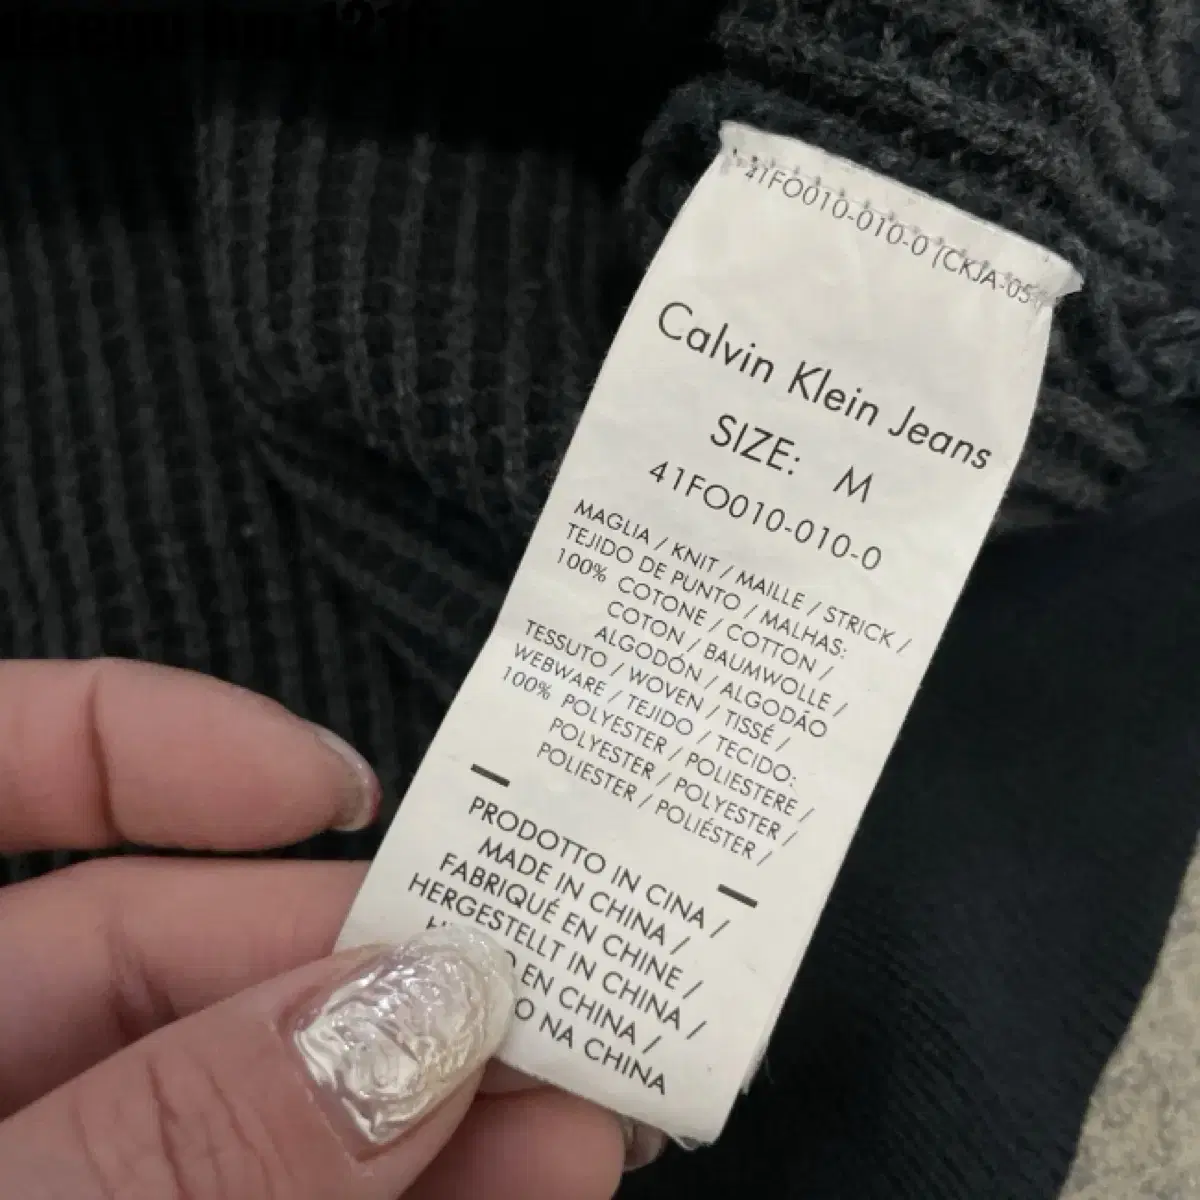 41FO010-010-0 (CKJA-05
Calvin Klein Jeans
SIZE: M
41FO010-010-0
MAGLIA / KNIT / MAILLE / STRICK /
TEJIDO DE PUNTO / MALHAS:
100% COTONE / COTTON /
COTON / BAUMWOLLE /
ALGODÓN / ALGODÃO
TESSUTO / WOVEN / TISSÉ /
WEBWARE / TEJIDO / TECIDO:
100% POLYESTER / POLIESTERE /
POLYESTER / POLYESTER /
POLIESTER / POLIÉSTER /
PRODOTTO IN CINA /
MADE IN CHINA /
FABRIQUÉ EN CHINE /
HERGESTELLT IN CHINA /
EN CHINA /
NA CHINA